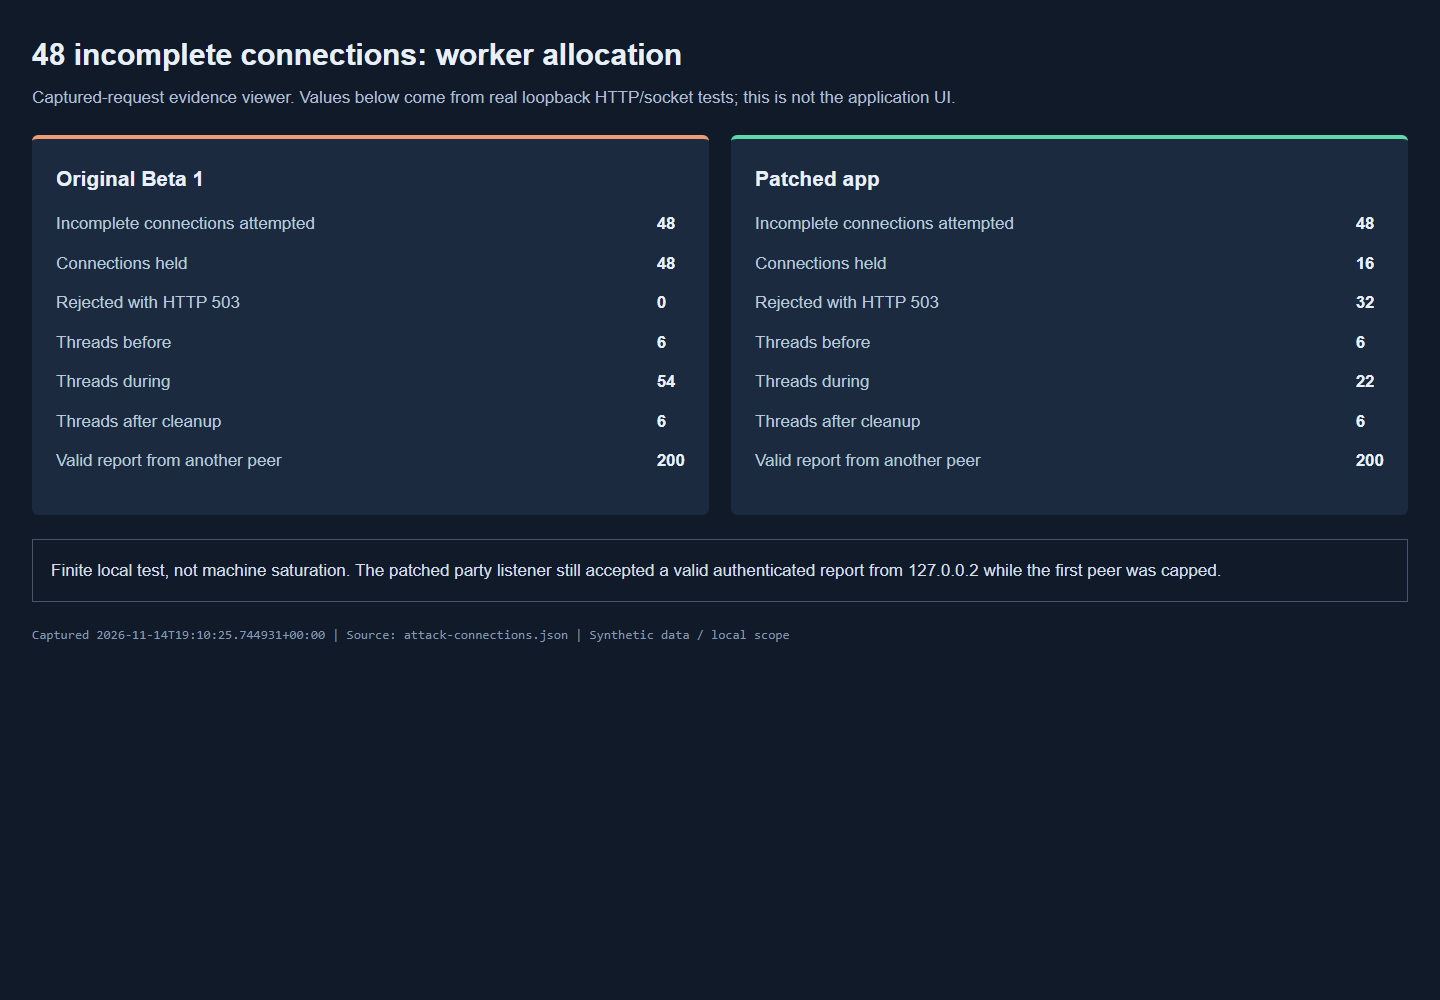 48 incomplete connections: worker allocation
Captured-request evidence viewer. Values below come from real loopback HTTP/socket tests; this is not the application UI.
Original Beta 1
Incomplete connections attempted 48
Connections held 48
Rejected with HTTP 503 0
Threads before 6
Threads during 54
Threads after cleanup 6
Valid report from another peer 200
Patched app
Incomplete connections attempted 48
Connections held 16
Rejected with HTTP 503 32
Threads before 6
Threads during 22
Threads after cleanup 6
Valid report from another peer 200
Finite local test, not machine saturation. The patched party listener still accepted a valid authenticated report from 127.0.0.2 while the first peer was capped.
Captured 2026-11-14T19:10:25.744931+00:00 | Source: attack-connections.json | Synthetic data / local scope